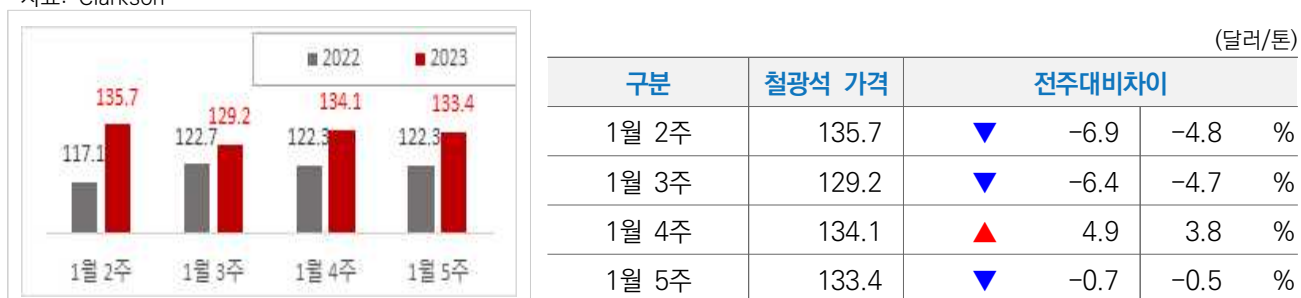 자료: Clarkson
■ 2022 ■ 2023
135.7 129.2 134.1 133.4
117.1 122.7 122.3 122.3
1월 2주 1월 3주 1월 4주 1월 5주
(달러/톤)
구분 철광석 가격 전주대비차이
1월 2주 135.7 ▼ -6.9 -4.8 %
1월 3주 129.2 ▼ -6.4 -4.7 %
1월 4주 134.1 ▲ 4.9 3.8 %
1월 5주 133.4 ▼ -0.7 -0.5 %